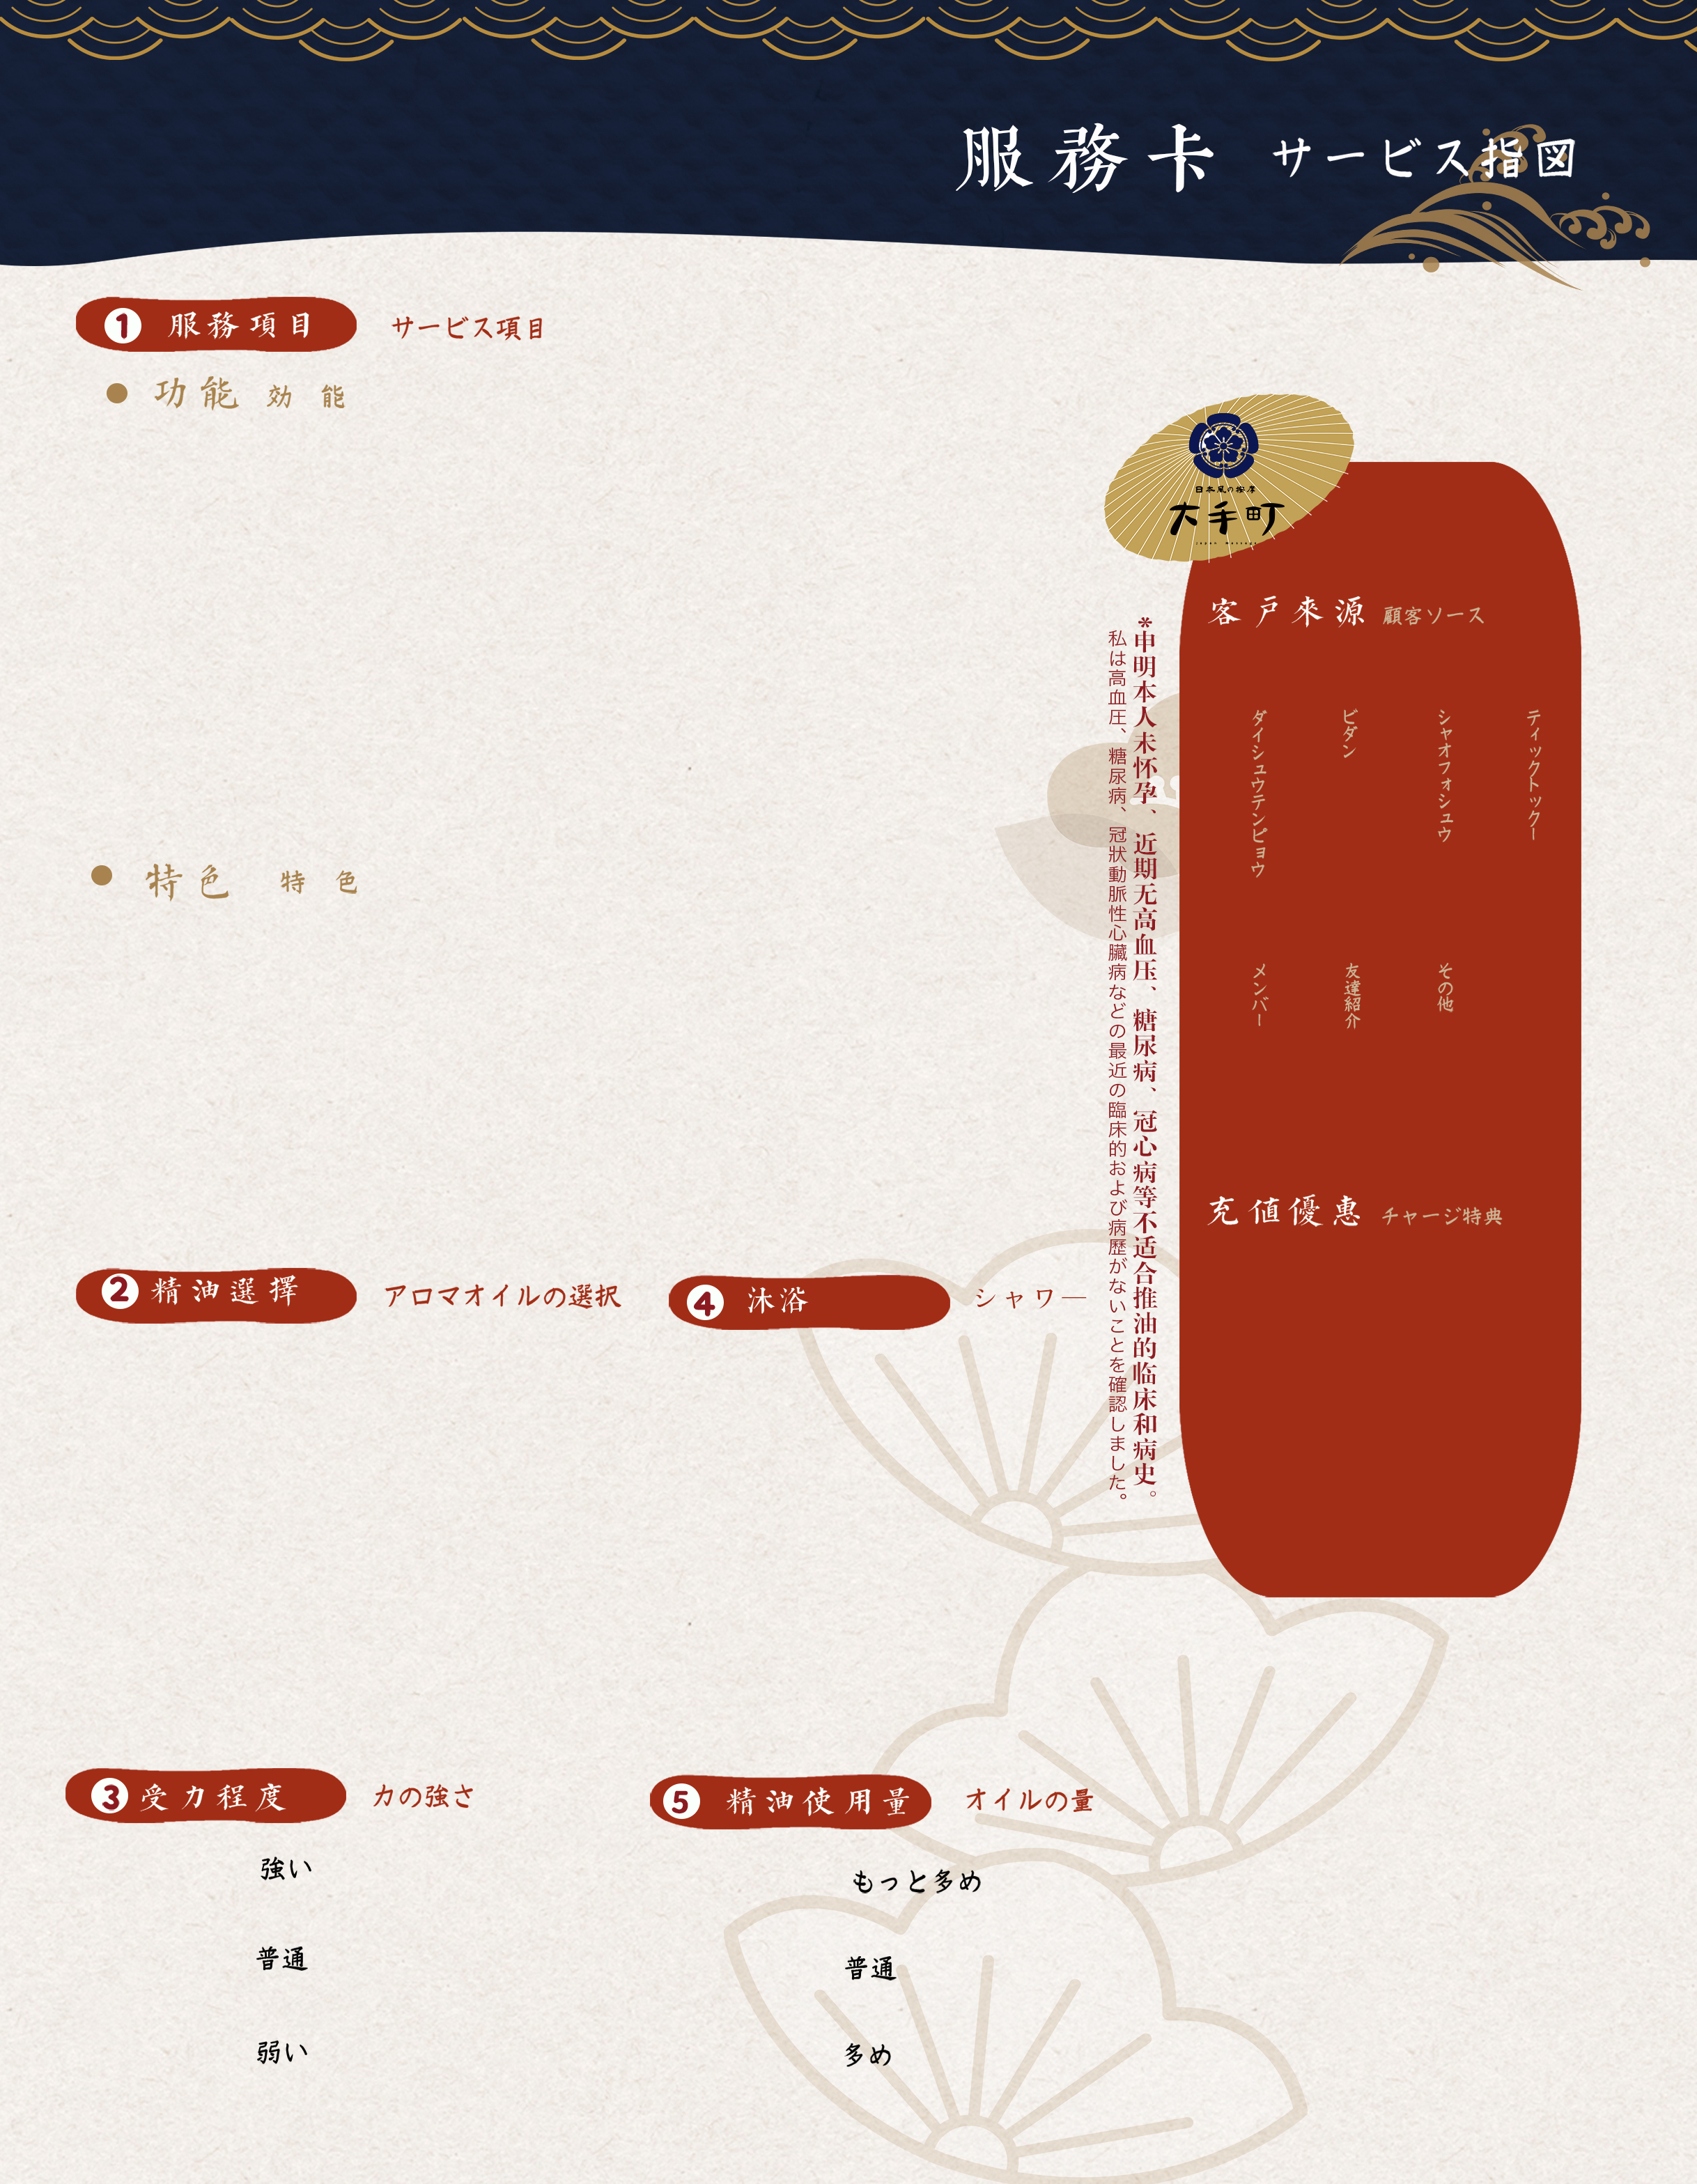 服務卡 サービス指図
1 服務項目 サービス項目
功能 効能
日本風の按摩
大手町
客戸來源 顧客ソース
ダイシュウテンピョウ
ビダン
シャオフォシュウ
ティックトックー
メンバー
友達紹介
その他
*申明本人未怀孕、近期无高血压、糖尿病、冠心病等不适合推油的临床和病史。
私は高血圧、糖尿病、冠狀動脈性心臓病などの最近の臨床的および病歴がないことを確認しました。
特色 特色
充值優惠 チャージ特典
2 精油選擇 アロマオイルの選択
4 沐浴 シャワー
3 受力程度 力の強さ
強い
普通
弱い
5 精油使用量 オイルの量
もっと多め
普通
多め